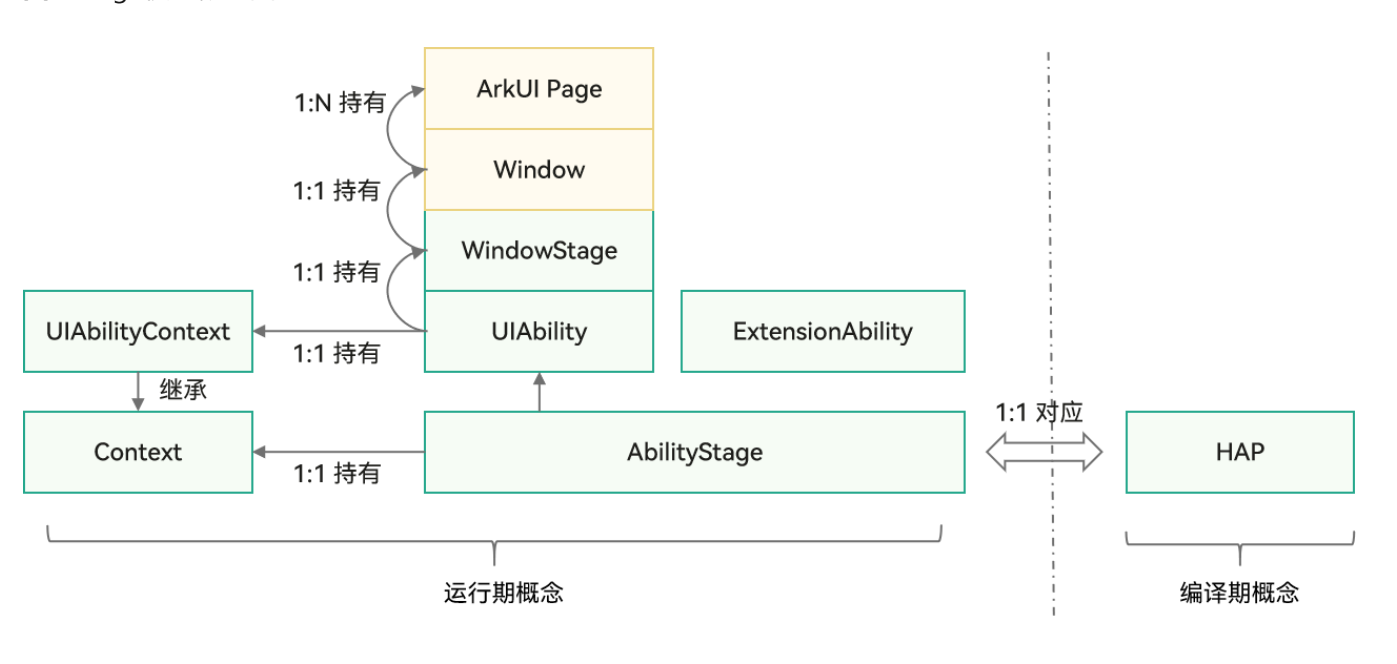 1:N 持有
ArkUI Page
1:1 持有
Window
1:1 持有
WindowStage
UIAbilityContext
1:1 持有
UIAbility
ExtensionAbility
继承
1:1 对应
Context
1:1 持有
AbilityStage
HAP
运行期概念
编译期概念